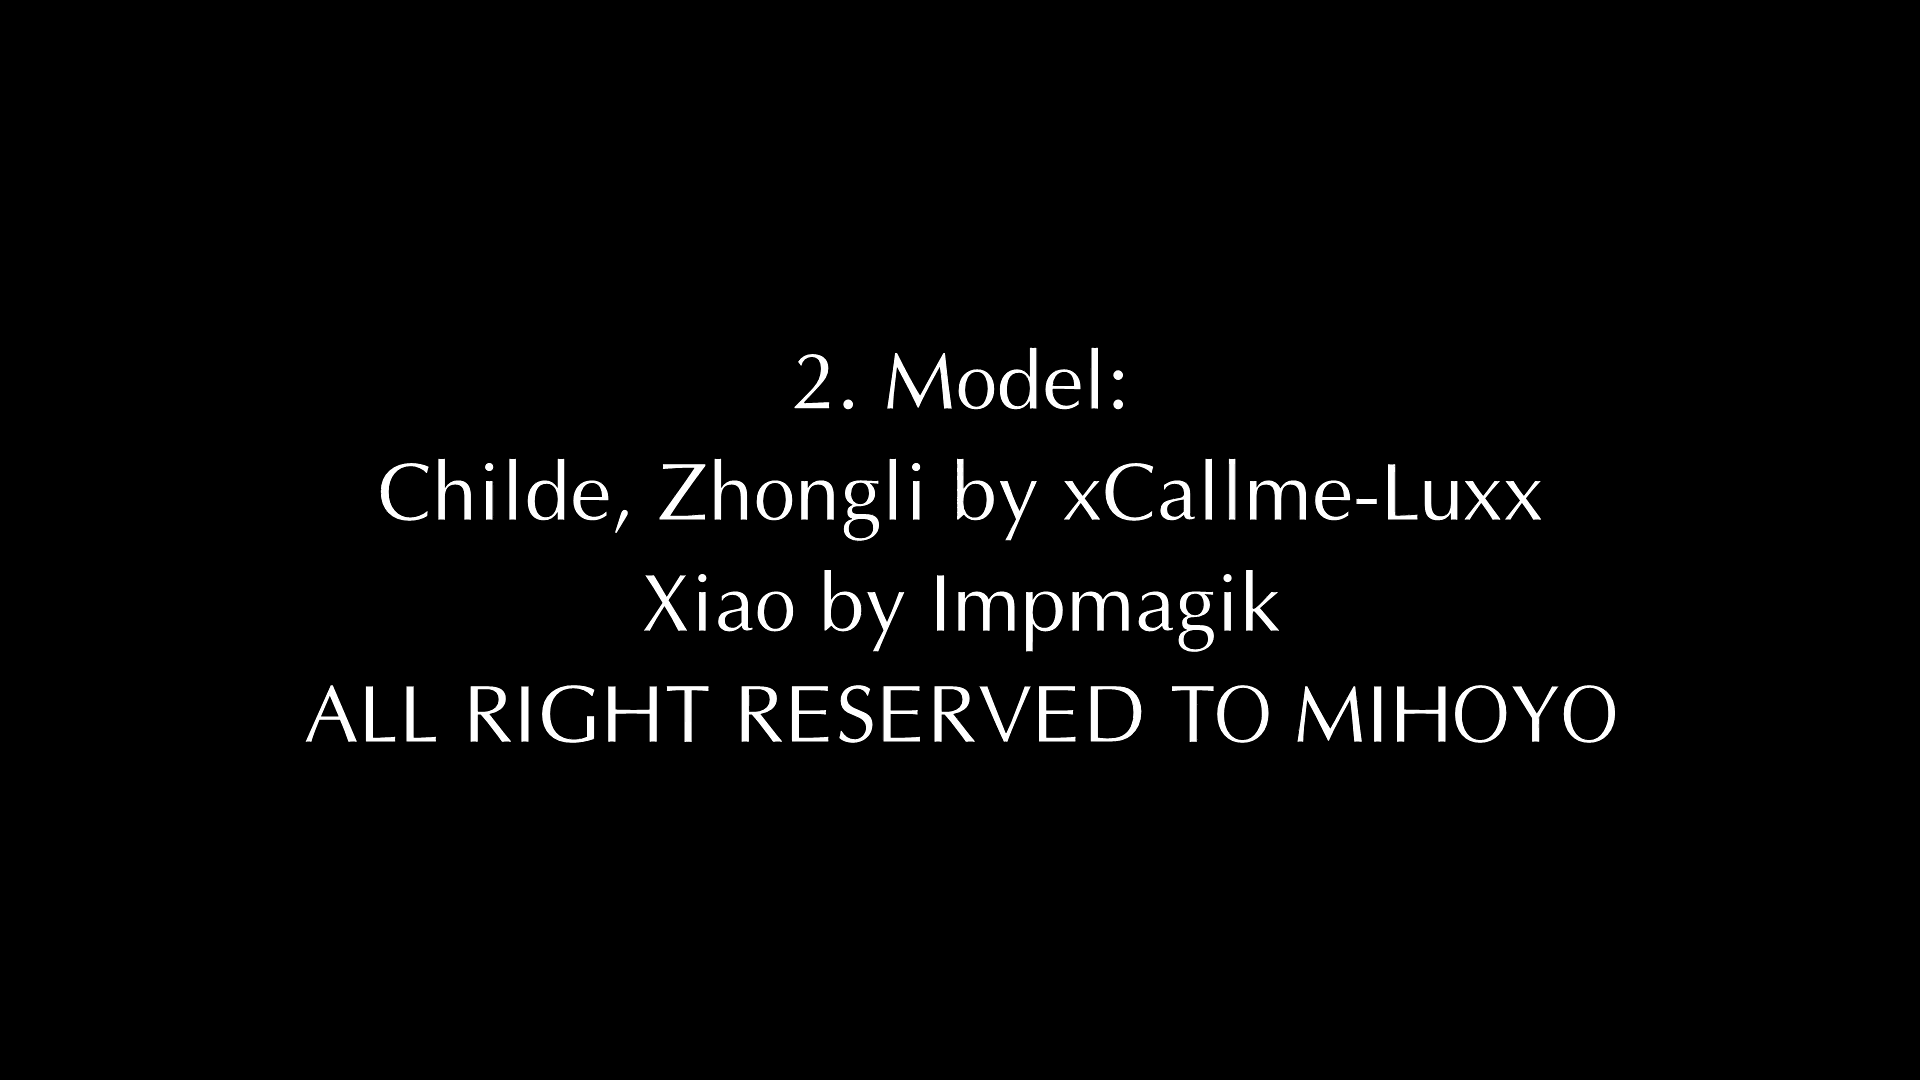 2. Model:
Childe, Zhongli by xCallme-Luxx
Xiao by Impmagik
ALL RIGHT RESERVED TO MIHOYO